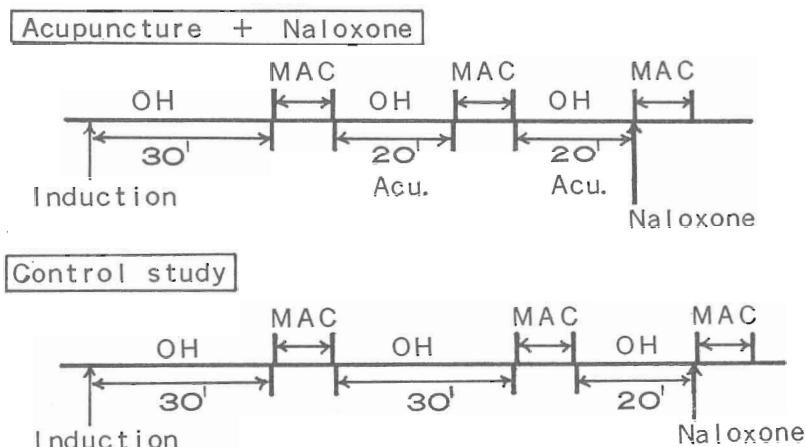 Acupuncture + Naloxone
MAC MAC MAC
OH OH OH
30' 20' 20'
Induction Acu. Acu.
Naloxone
Control study
MAC MAC MAC
OH OH OH
30' 30' 20'
Induction Naloxone